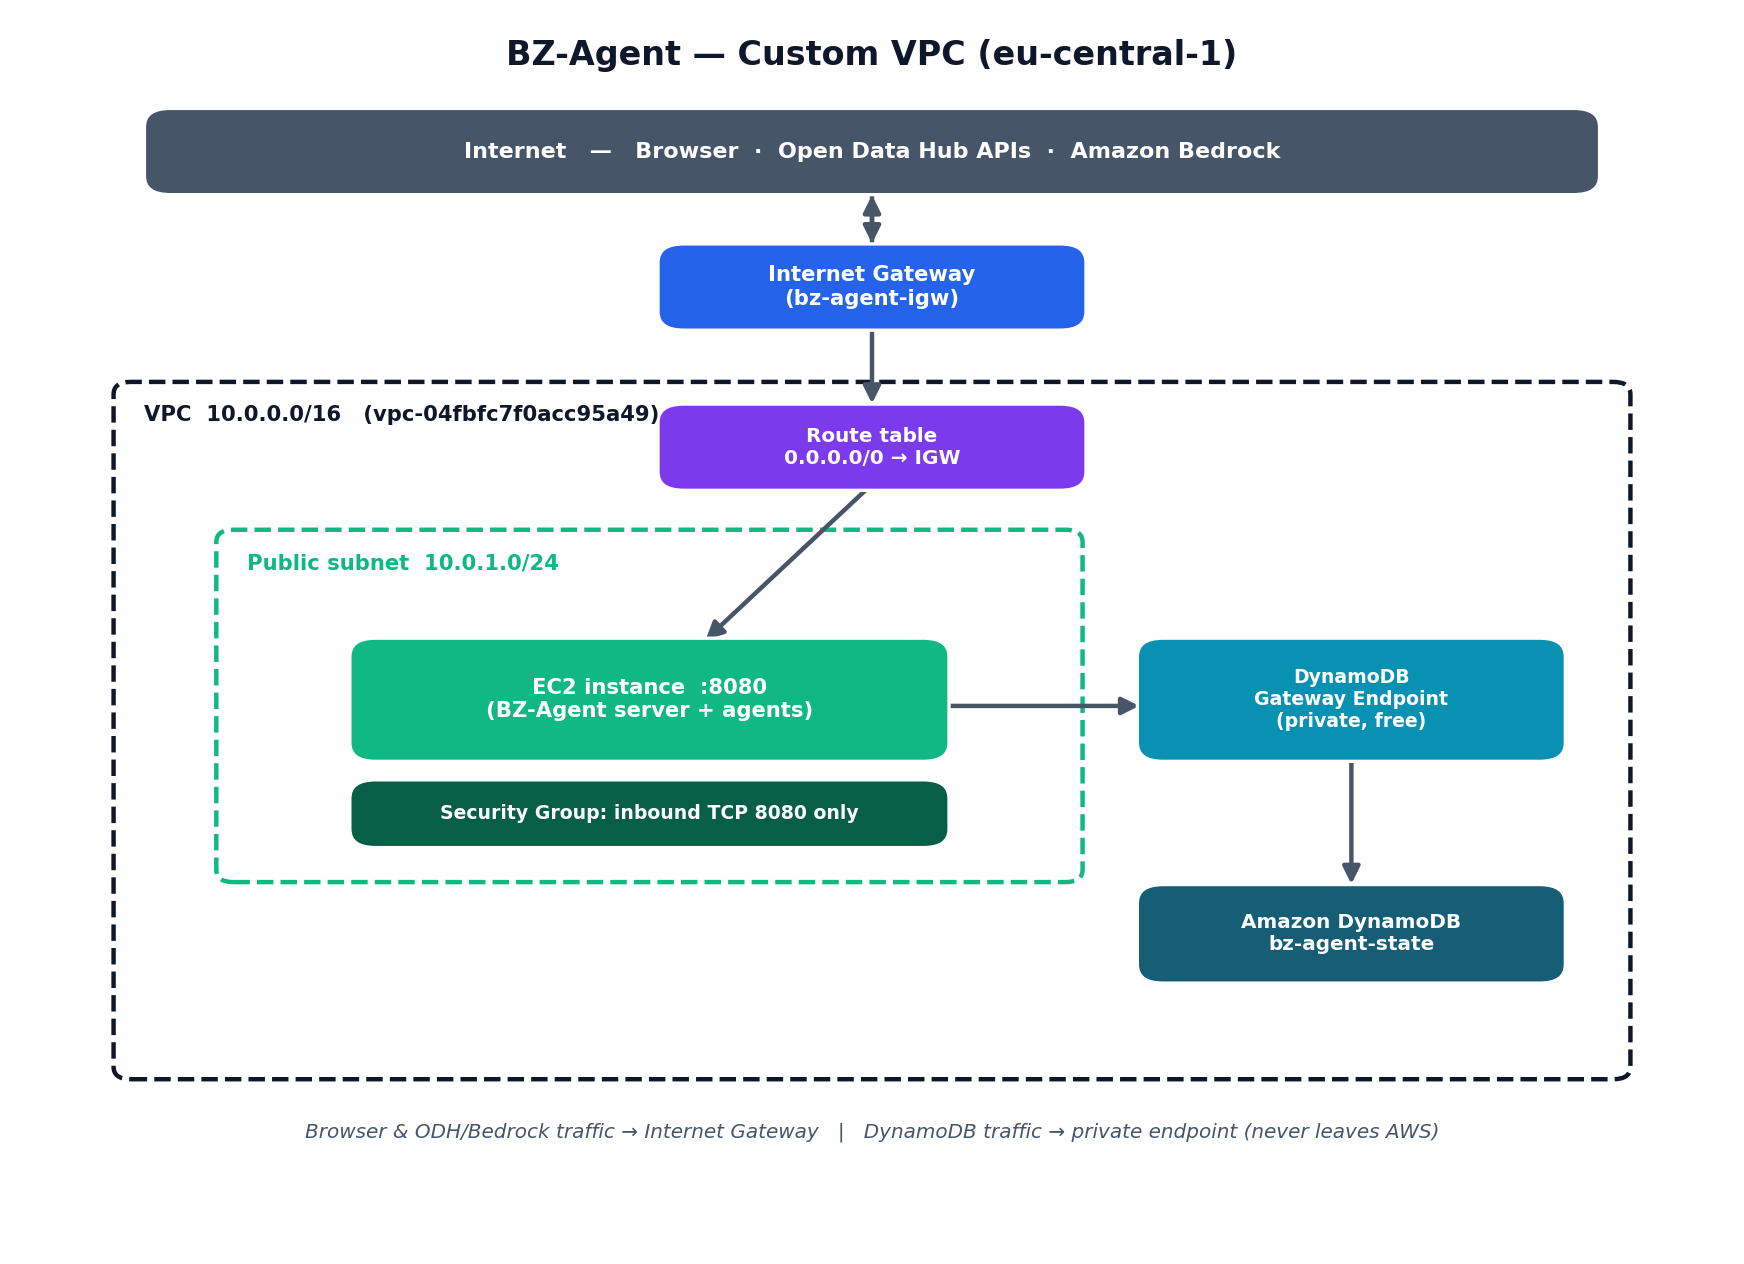 BZ-Agent — Custom VPC (eu-central-1)
Internet — Browser · Open Data Hub APIs · Amazon Bedrock
Internet Gateway
(bz-agent-igw)
VPC 10.0.0.0/16 (vpc-04fbfc7f0acc95a49)
Route table
0.0.0.0/0 → IGW
Public subnet 10.0.1.0/24
EC2 instance :8080
(BZ-Agent server + agents)
DynamoDB
Gateway Endpoint
(private, free)
Security Group: inbound TCP 8080 only
Amazon DynamoDB
bz-agent-state
Browser & ODH/Bedrock traffic → Internet Gateway | DynamoDB traffic → private endpoint (never leaves AWS)